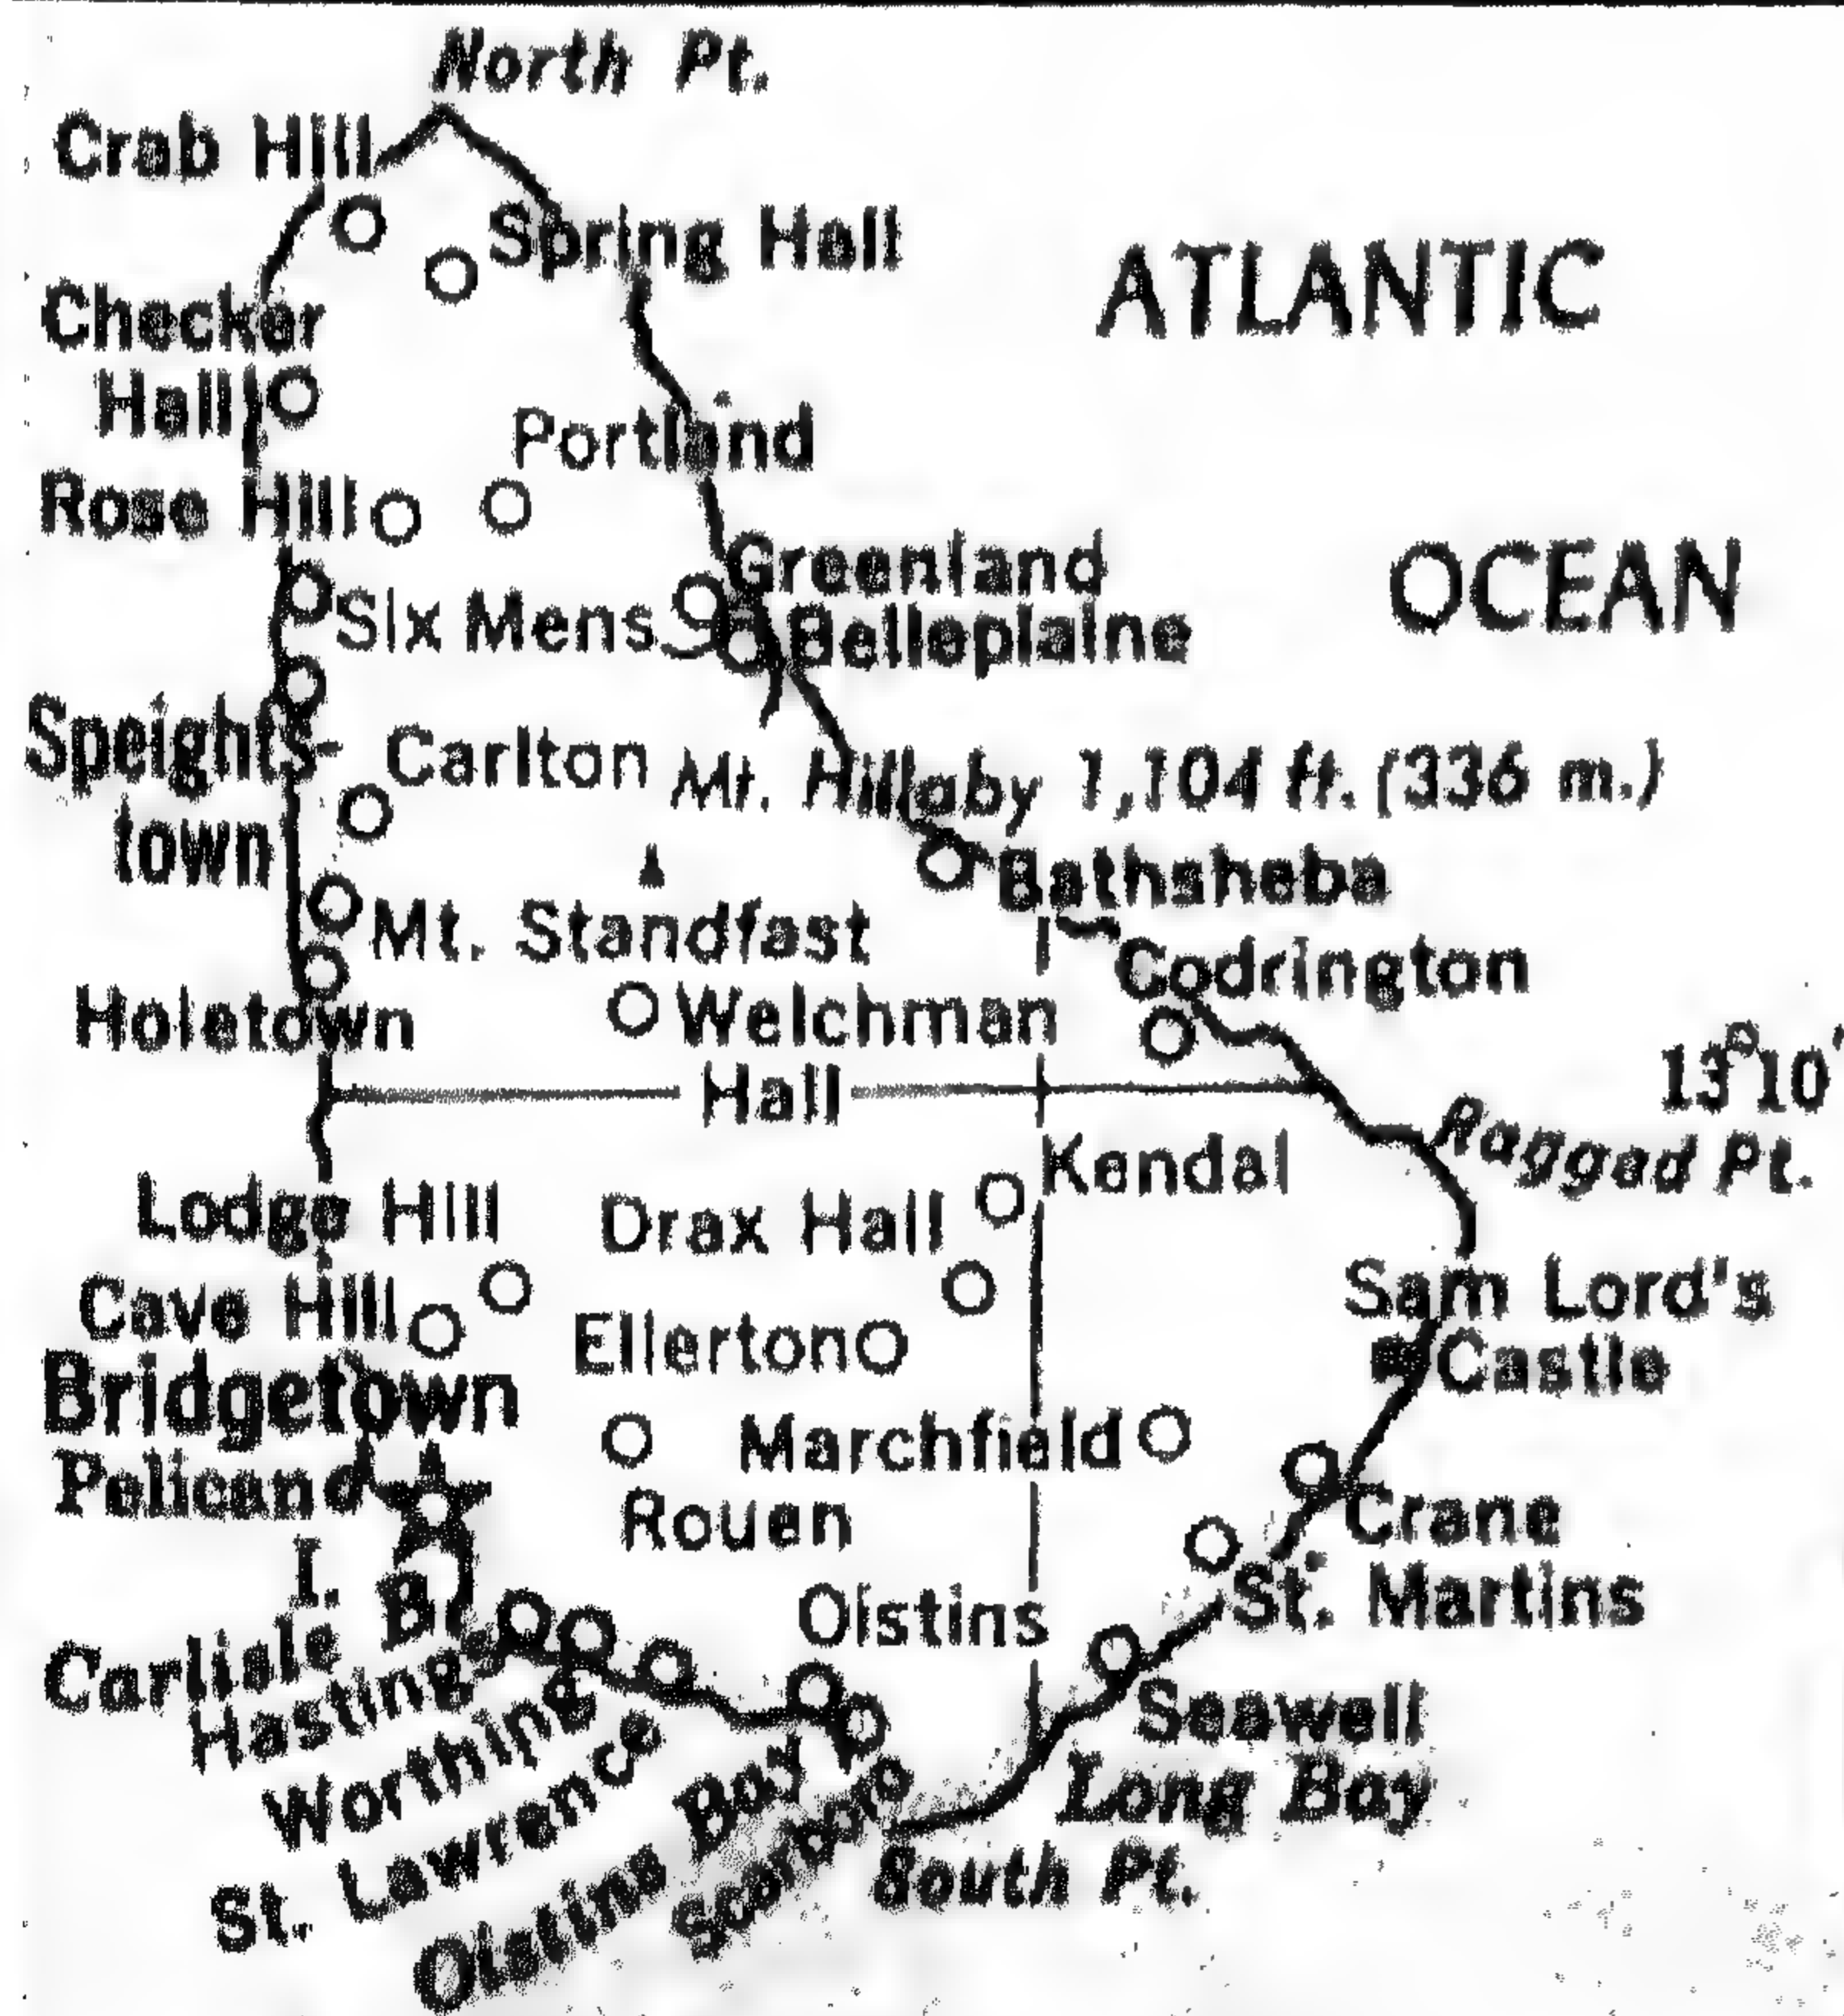 North Pt.
Crab Hill
Spring Hall
ATLANTIC
Checker
Hall
Portland
Rose Hill
Greenland
OCEAN
Six Mens
Belleplaine
Speights-
town
Carlton
Mt. Hillaby 1,104 ft. (336 m.)
Bathsheba
Mt. Standfast
Codrington
Holetown
Welchman
Hall
13°10'
Ragged Pt.
Kendal
Lodge Hill
Drax Hall
Sam Lord's
Castle
Cave Hill
Ellerton
Bridgetown
Marchfield
Pelican
I.
Rouen
Crane
Oistins
St. Martins
Carlisle B.
Hastings
Worthing
St. Lawrence
Oistins Bay
Scarboro
Seawell
Long Bay
South Pt.